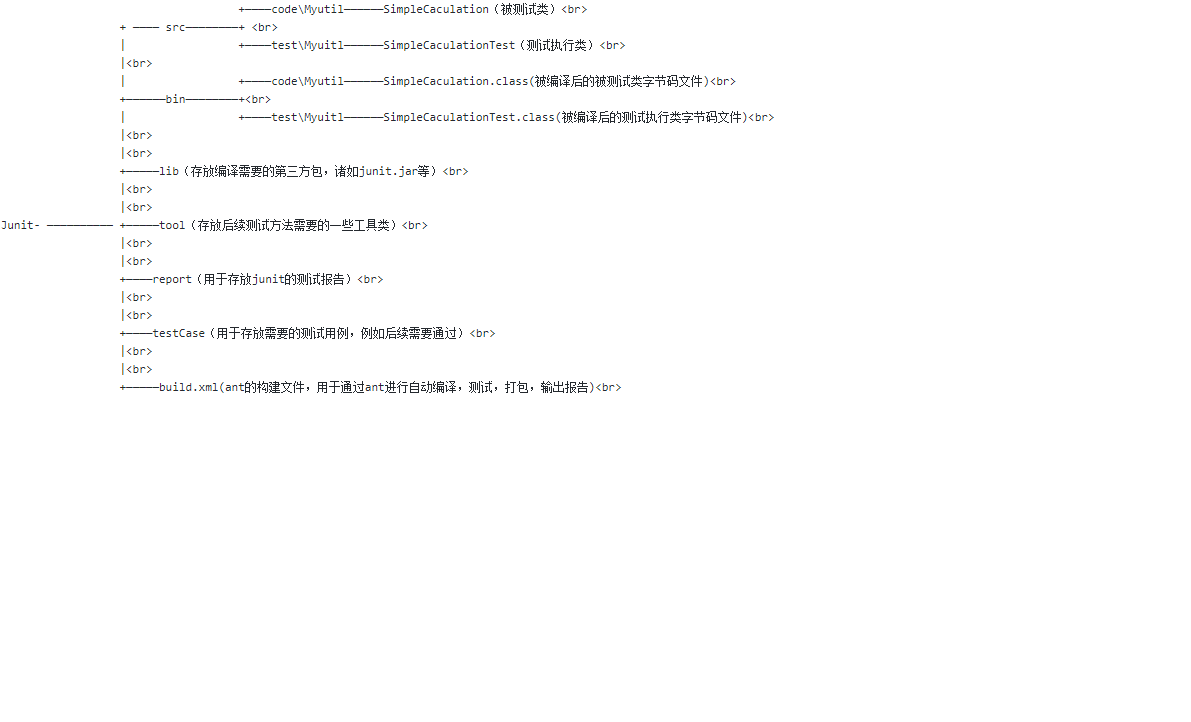 +————code\Myutil——————SimpleCaculation（被测试类）<br>
+ ———— src————————+ <br>
| +————test\Myuitl——————SimpleCaculationTest（测试执行类）<br>
|<br>
| +————code\Myutil——————SimpleCaculation.class(被编译后的被测试类字节码文件)<br>
+——————bin————————+<br>
| +————test\Myuitl——————SimpleCaculationTest.class(被编译后的测试执行类字节码文件)<br>
|<br>
|<br>
+—————lib（存放编译需要的第三方包，诸如junit.jar等）<br>
|<br>
|<br>
Junit- —————————— +—————tool（存放后续测试方法需要的一些工具类）<br>
|<br>
|<br>
+————report（用于存放junit的测试报告）<br>
|<br>
|<br>
+————testCase（用于存放需要的测试用例，例如后续需要通过）<br>
|<br>
|<br>
+—————build.xml(ant的构建文件，用于通过ant进行自动编译，测试，打包，输出报告)<br>